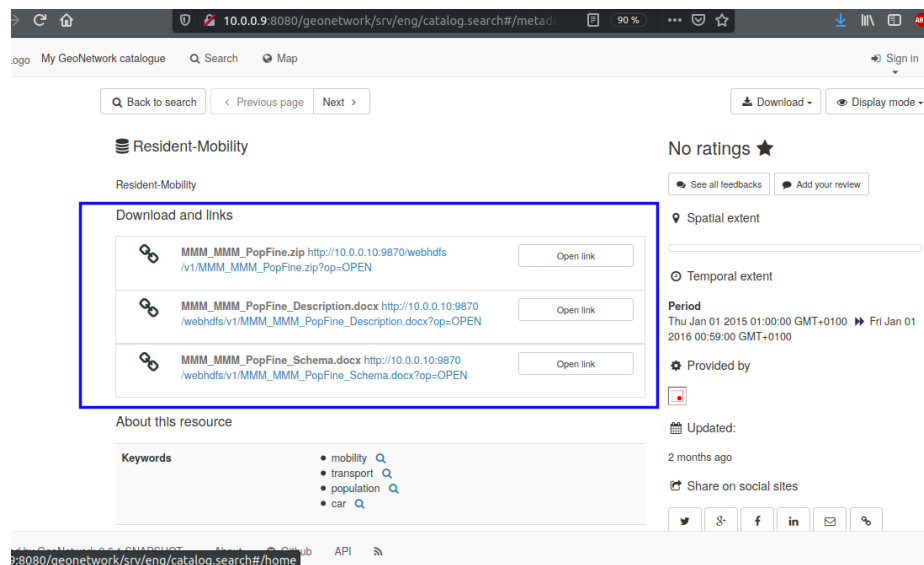 10.0.0.9:8080/geonetwork/srv/eng/catalog.search#/metad
90%
ogo My GeoNetwork catalogue Search Map Sign in
Back to search Previous page Next Download Display mode
Resident-Mobility
Resident-Mobility
Download and links
MMM_MMM_PopFine.zip http://10.0.0.10:9870/webhdfs
/v1/MMM_MMM_PopFine.zip?op=OPEN
Open link
MMM_MMM_PopFine_Description.docx http://10.0.0.10:9870
/webhdfs/v1/MMM_MMM_PopFine_Description.docx?op=OPEN
Open link
MMM_MMM_PopFine_Schema.docx http://10.0.0.10:9870
/webhdfs/v1/MMM_MMM_PopFine_Schema.docx?op=OPEN
Open link
About this resource
Keywords
mobility
transport
population
car
No ratings
See all feedbacks Add your review
Spatial extent
Temporal extent
Period
Thu Jan 01 2015 01:00:00 GMT+0100 Fri Jan 01
2016 00:59:00 GMT+0100
Provided by
Updated:
2 months ago
Share on social sites
API
9:8080/geonetwork/srv/eng/catalog.search#/home